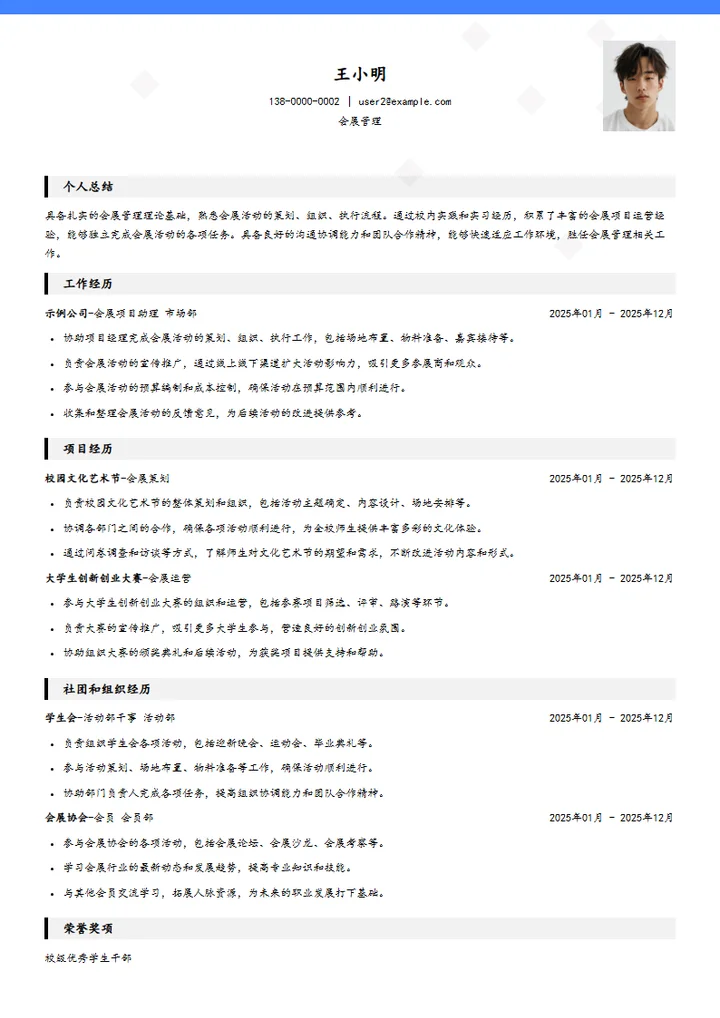 王小明
138-0000-0002 | user2@example.com
会展管理
个人总结
具备扎实的会展管理理论基础，熟悉会展活动的策划、组织、执行流程。通过校内实践和实习经历，积累了丰富的会展项目运营经
验，能够独立完成会展活动的各项任务。具备良好的沟通协调能力和团队合作精神，能够快速适应工作环境，胜任会展管理相关工
作。
工作经历
示例公司-会展项目助理 市场部 2025年01月 - 2025年12月
• 协助项目经理完成会展活动的策划、组织、执行工作，包括场地布置、物料准备、嘉宾接待等。
• 负责会展活动的宣传推广，通过线上线下渠道扩大活动影响力，吸引更多参展商和观众。
• 参与会展活动的预算编制和成本控制，确保活动在预算范围内顺利进行。
• 收集和整理会展活动的反馈意见，为后续活动的改进提供参考。
项目经历
校园文化艺术节-会展策划 2025年01月 - 2025年12月
• 负责校园文化艺术节的整体策划和组织，包括活动主题确定、内容设计、场地安排等。
• 协调各部门之间的合作，确保各项活动顺利进行，为全校师生提供丰富多彩的文化体验。
• 通过问卷调查和访谈等方式，了解师生对文化艺术节的期望和需求，不断改进活动内容和形式。
大学生创新创业大赛-会展运营 2025年01月 - 2025年12月
• 参与大学生创新创业大赛的组织和运营，包括参赛项目筛选、评审、路演等环节。
• 负责大赛的宣传推广，吸引更多大学生参与，营造良好的创新创业氛围。
• 协助组织大赛的颁奖典礼和后续活动，为获奖项目提供支持和帮助。
社团和组织经历
学生会-活动部干事 活动部 2025年01月 - 2025年12月
• 负责组织学生会各项活动，包括迎新晚会、运动会、毕业典礼等。
• 参与活动策划、场地布置、物料准备等工作，确保活动顺利进行。
• 协助部门负责人完成各项任务，提高组织协调能力和团队合作精神。
会展协会-会员 会员部 2025年01月 - 2025年12月
• 参与会展协会的各项活动，包括会展论坛、会展沙龙、会展考察等。
• 学习会展行业的最新动态和发展趋势，提高专业知识和技能。
• 与其他会员交流学习，拓展人脉资源，为未来的职业发展打下基础。
荣誉奖项
校级优秀学生干部